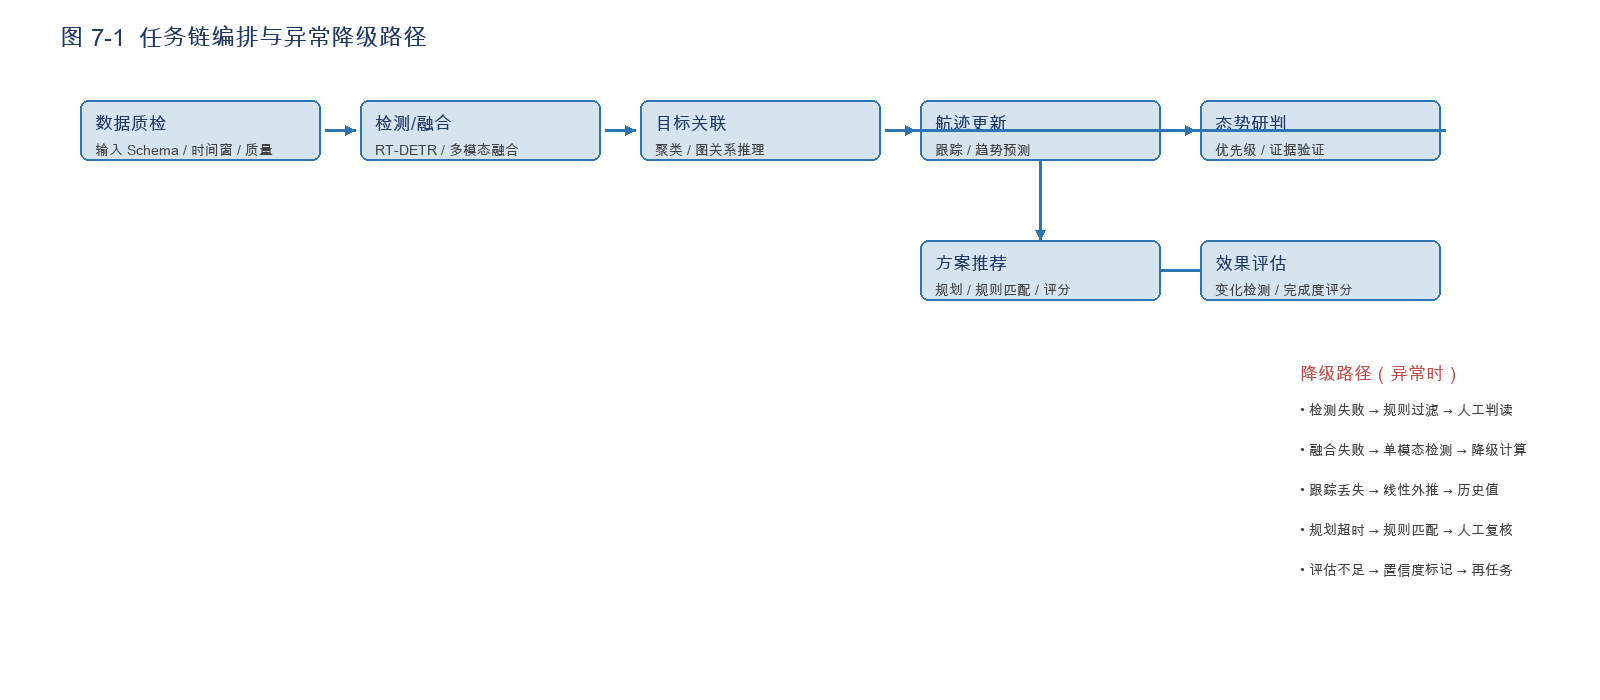 图 7-1 任务链编排与异常降级路径
数据质检
输入 Schema / 时间窗 / 质量
检测/融合
RT-DETR / 多模态融合
目标关联
聚类 / 图关系推理
航迹更新
跟踪 / 趋势预测
态势研判
优先级 / 证据验证
方案推荐
规划 / 规则匹配 / 评分
效果评估
变化检测 / 完成度评分
降级路径（异常时）
• 检测失败 → 规则过滤 → 人工判读
• 融合失败 → 单模态检测 → 降级计算
• 跟踪丢失 → 线性外推 → 历史值
• 规划超时 → 规则匹配 → 人工复核
• 评估不足 → 置信度标记 → 再任务